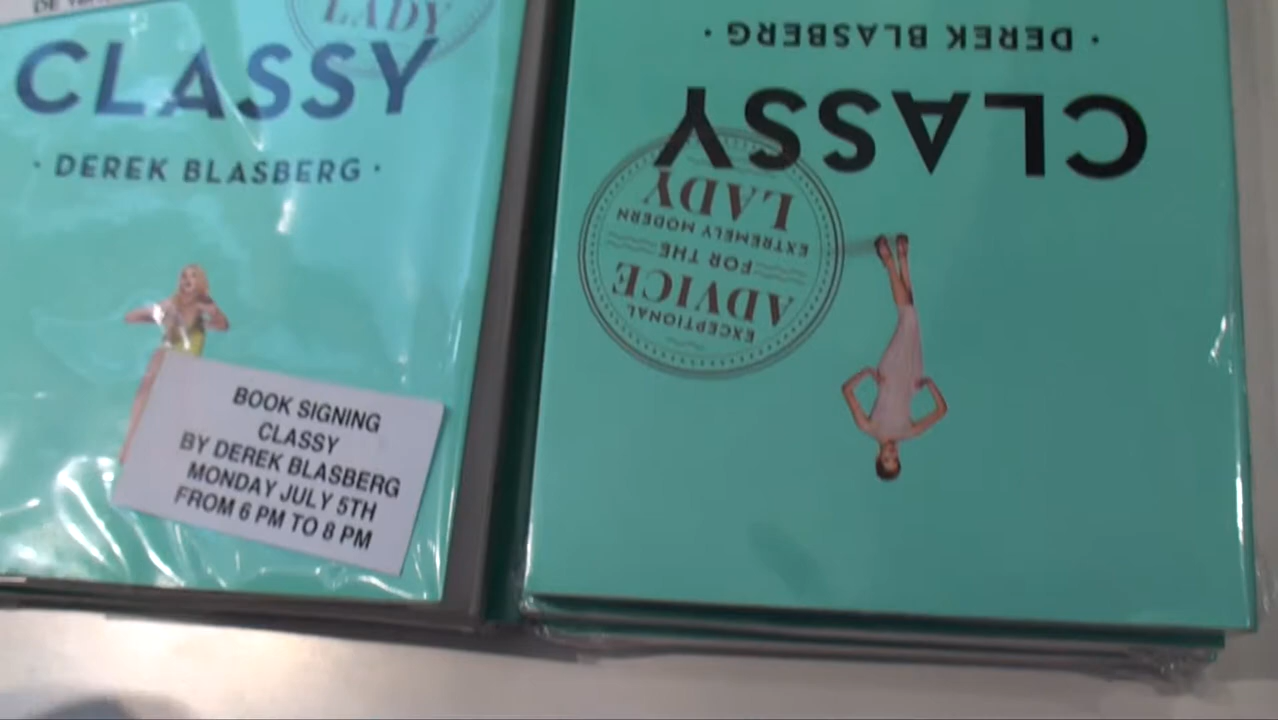 LADY
CLASSY
· DEREK BLASBERG ·
BOOK SIGNING
CLASSY
BY DEREK BLASBERG
MONDAY JULY 5TH
FROM 6 PM TO 8 PM
EXCEPTIONAL
ADVICE
FOR THE
EXTREMELY MODERN
LADY
CLASSY
· DEREK BLASBERG ·